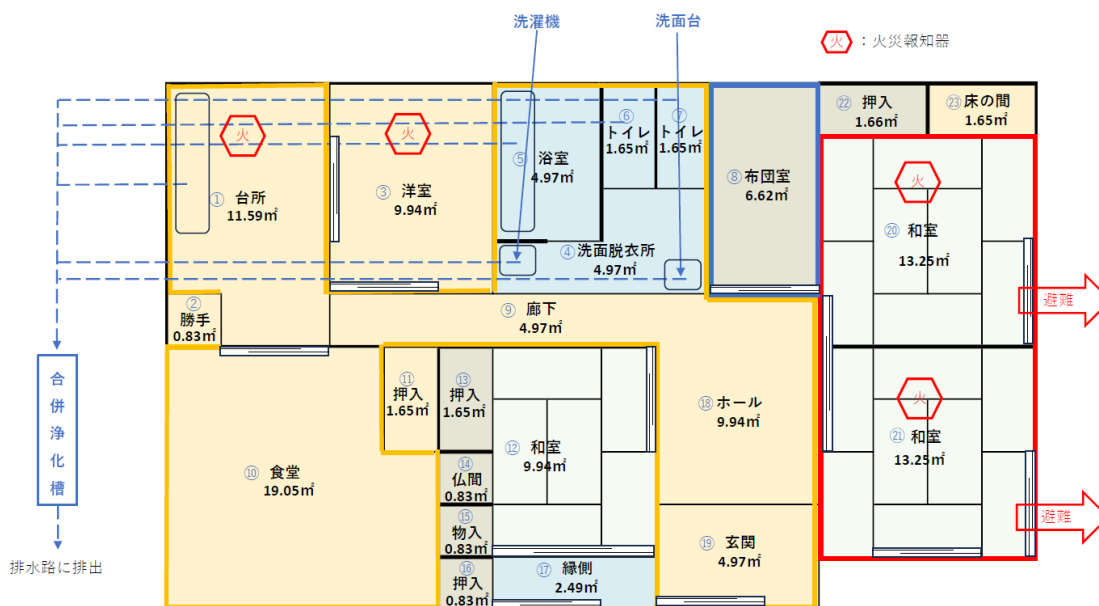 洗濯機
洗面台
火 ：火災報知器
火
① 台所
11.59㎡
火
③ 洋室
9.94㎡
⑤ 浴室
4.97㎡
⑥
トイレ
1.65㎡
⑦
トイレ
1.65㎡
④洗面脱衣所
4.97㎡
⑧布団室
6.62㎡
㉒ 押入
1.66㎡
㉓床の間
1.65㎡
火
⑳ 和室
13.25㎡
避難
②
勝手
0.83㎡
⑨ 廊下
4.97㎡
合併浄化槽
排水路に排出
⑩ 食堂
19.05㎡
⑪
押入
1.65㎡
⑬
押入
1.65㎡
⑫ 和室
9.94㎡
⑭
仏間
0.83㎡
⑮
物入
0.83㎡
⑯
押入
0.83㎡
⑰ 縁側
2.49㎡
⑱ホール
9.94㎡
⑲ 玄関
4.97㎡
火
㉑ 和室
13.25㎡
避難